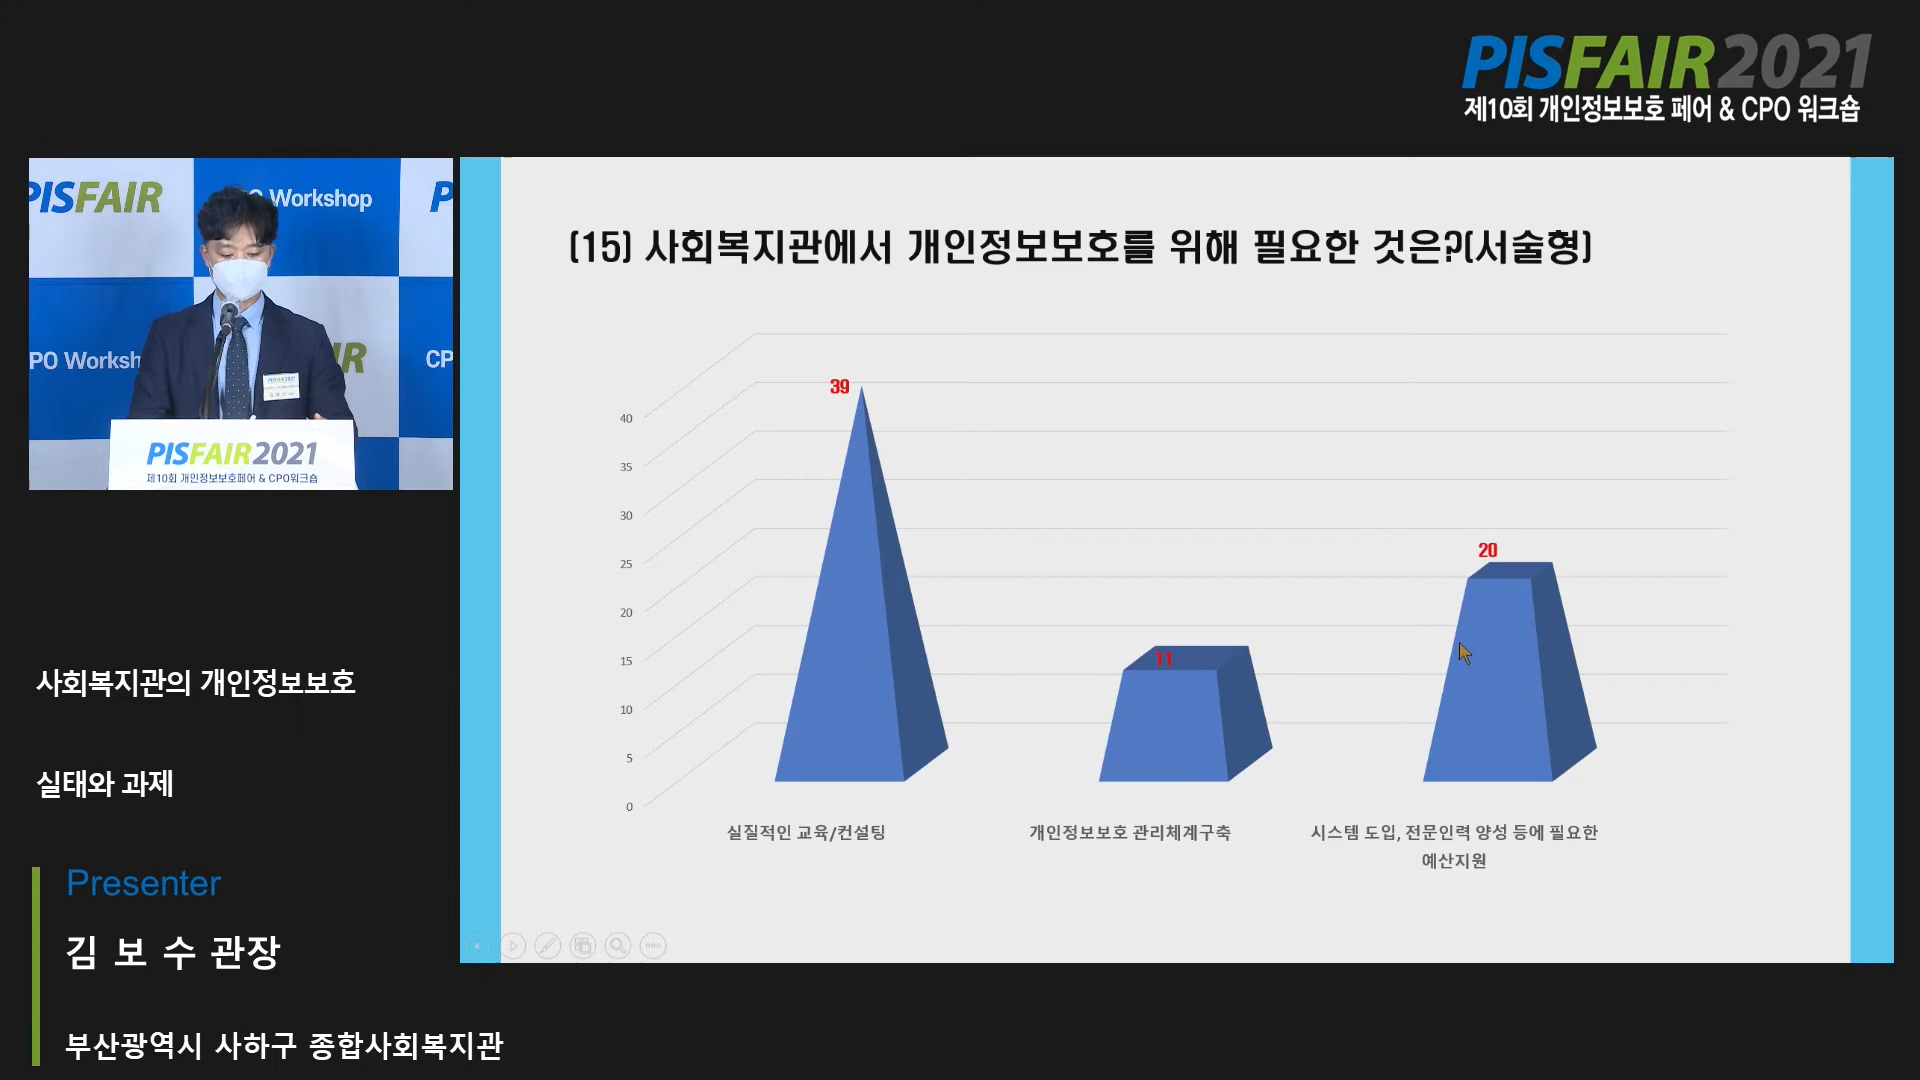 PISFAIR2021
제10회 개인정보보호 페어 & CPO 워크숍
PISFAIR
PO Workshop
P
PO Worksh
IR
CP
PISFAIR2021
제10회 개인정보보호페어 & CPO워크숍
(15) 사회복지관에서 개인정보보호를 위해 필요한 것은?(서술형)
40
35
30
25
20
15
10
5
0
39
11
20
실질적인 교육/컨설팅
개인정보보호 관리체계구축
시스템 도입, 전문인력 양성 등에 필요한
예산지원
사회복지관의 개인정보보호
실태와 과제
Presenter
김 보 수 관장
부산광역시 사하구 종합사회복지관